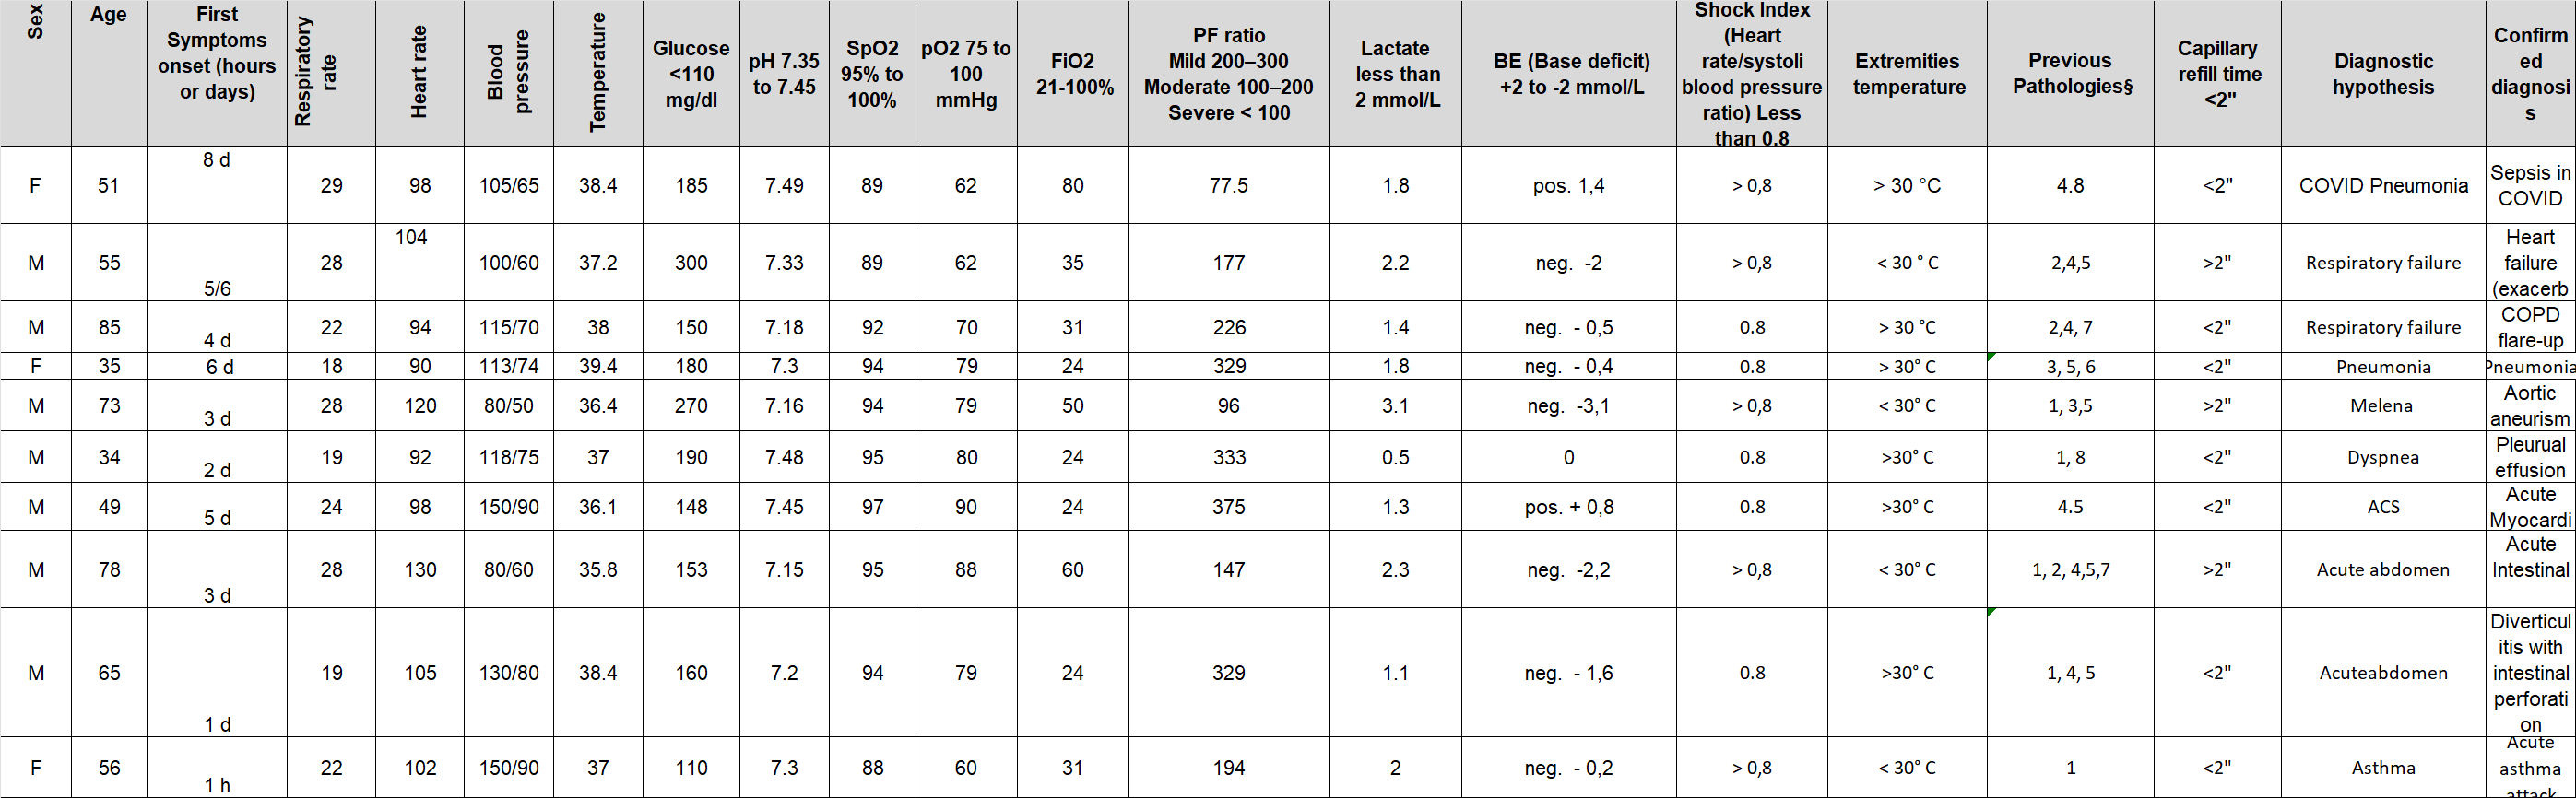 Sex
Age
First
Symptoms
onset (hours
or days)
Respiratory
rate
Heart rate
Blood
pressure
Temperature
Glucose
<110
mg/dl
pH 7.35
to 7.45
SpO2
95% to
100%
pO2 75 to
100
mmHg
FiO2
21-100%
PF ratio
Mild 200–300
Moderate 100–200
Severe < 100
Lactate
less than
2 mmol/L
BE (Base deficit)
+2 to -2 mmol/L
Shock Index
(Heart
rate/systoli
blood pressure
ratio) Less
than 0.8
Extremities
temperature
Previous
Pathologies§
Capillary
refill time
<2"
Diagnostic
hypothesis
Confirm
ed
diagnosi
s
F 51 8 d 29 98 105/65 38.4 185 7.49 89 62 80 77.5 1.8 pos. 1,4 > 0,8 > 30 °C 4.8 <2" COVID Pneumonia
Sepsis in
COVID
M 55 5/6 28 104 100/60 37.2 300 7.33 89 62 35 177 2.2 neg. -2 > 0,8 < 30 ° C 2,4,5 >2" Respiratory failure
Heart
failure
(exacerb
M 85 4 d 22 94 115/70 38 150 7.18 92 70 31 226 1.4 neg. - 0,5 0.8 > 30 °C 2,4, 7 <2" Respiratory failure
COPD
flare-up
F 35 6 d 18 90 113/74 39.4 180 7.3 94 79 24 329 1.8 neg. - 0,4 0.8 > 30° C 3, 5, 6 <2" Pneumonia Pneumonia
M 73 3 d 28 120 80/50 36.4 270 7.16 94 79 50 96 3.1 neg. -3,1 > 0,8 < 30° C 1, 3,5 >2" Melena
Aortic
aneurism
M 34 2 d 19 92 118/75 37 190 7.48 95 80 24 333 0.5 0 0.8 >30° C 1, 8 <2" Dyspnea
Pleurual
effusion
M 49 5 d 24 98 150/90 36.1 148 7.45 97 90 24 375 1.3 pos. + 0,8 0.8 >30° C 4.5 <2" ACS
Acute
Myocardi
M 78 3 d 28 130 80/60 35.8 153 7.15 95 88 60 147 2.3 neg. -2,2 > 0,8 < 30° C 1, 2, 4,5,7 >2" Acute abdomen
Acute
Intestinal
M 65 1 d 19 105 130/80 38.4 160 7.2 94 79 24 329 1.1 neg. - 1,6 0.8 >30° C 1, 4, 5 <2" Acuteabdomen
Diverticul
itis with
intestinal
perforati
on
F 56 1 h 22 102 150/90 37 110 7.3 88 60 31 194 2 neg. - 0,2 > 0,8 < 30° C 1 <2" Asthma
Acute
asthma
attack